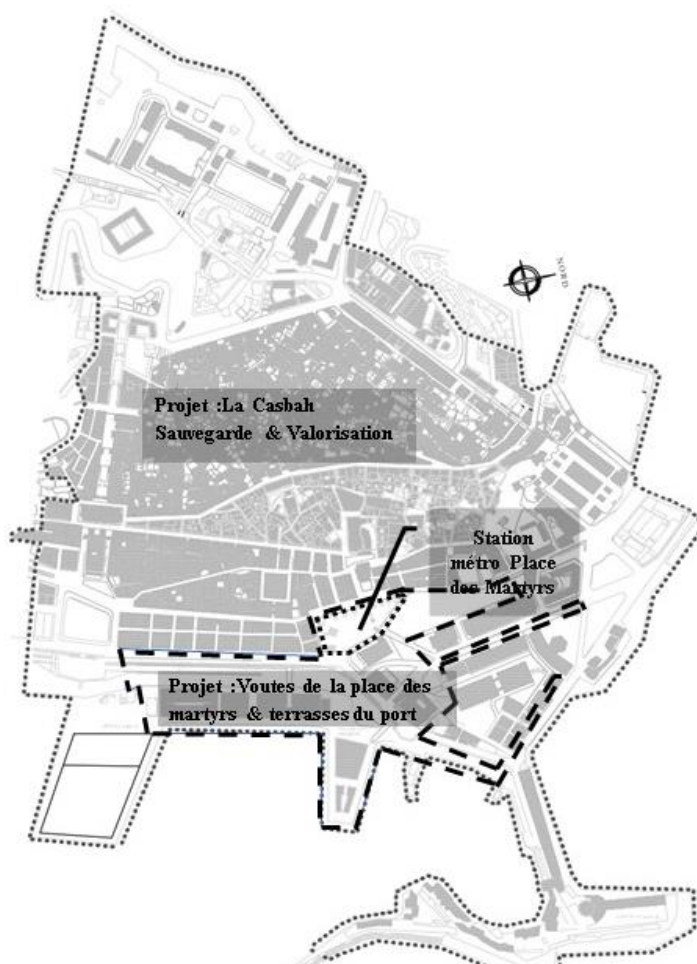 NORD
Projet :La Casbah
Sauvegarde & Valorisation
Station
métro Place
des Martyrs
Projet :Voutes de la place des
martyrs & terrasses du port